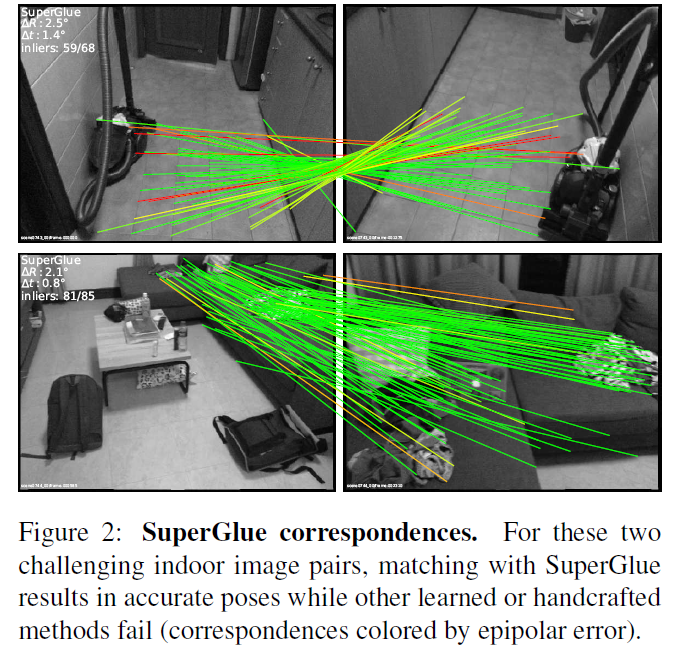 SuperGlue
ΔR: 2.5°
Δt: 1.4°
inliers: 59/68
SuperGlue
ΔR: 2.1°
Δt: 0.8°
inliers: 81/85
Figure 2: SuperGlue correspondences. For these two
challenging indoor image pairs, matching with SuperGlue
results in accurate poses while other learned or handcrafted
methods fail (correspondences colored by epipolar error).